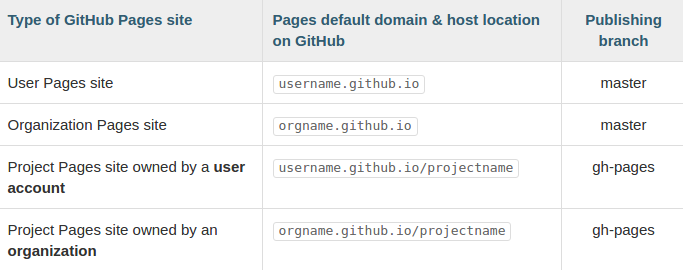 Type of GitHub Pages site
Pages default domain & host location
on GitHub
Publishing
branch
User Pages site
username.github.io
master
Organization Pages site
orgname.github.io
master
Project Pages site owned by a user
account
username.github.io/projectname
gh-pages
Project Pages site owned by an
organization
orgname.github.io/projectname
gh-pages